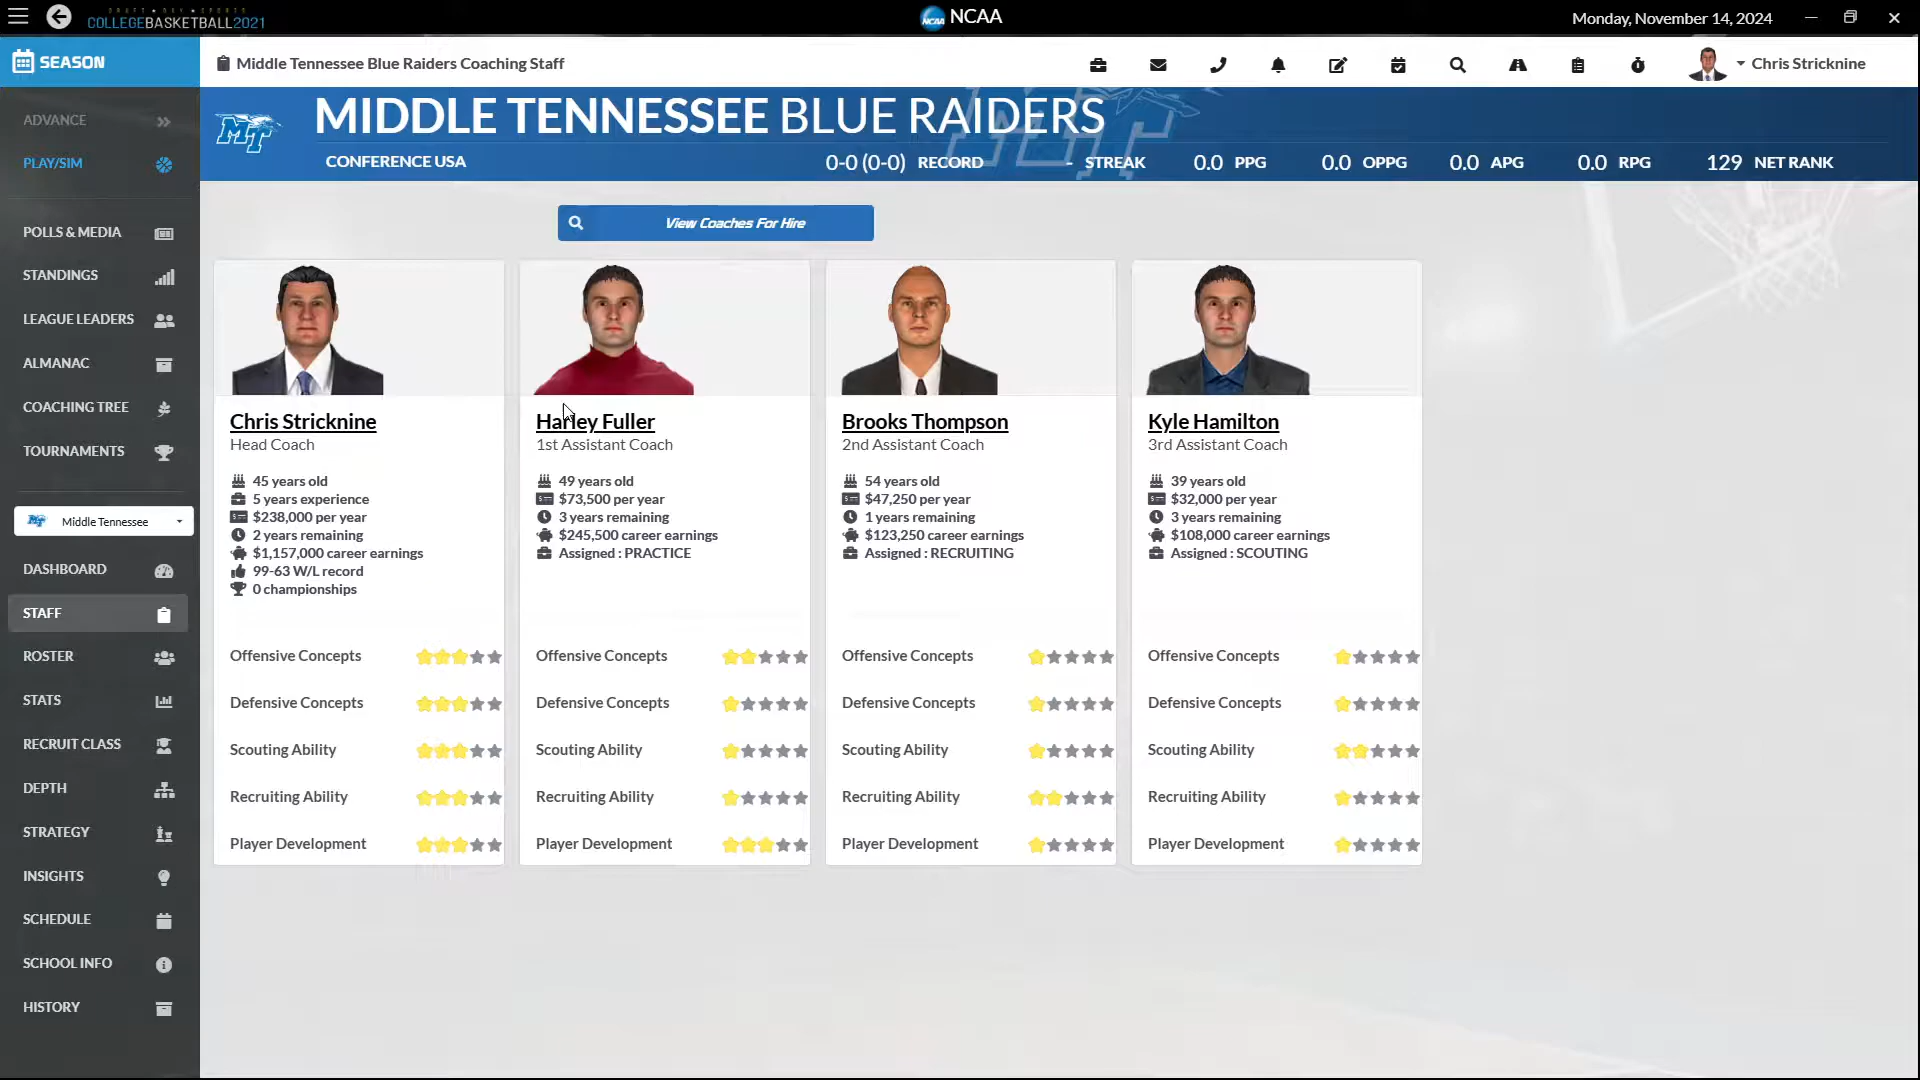 DRAFT DAY SPORTS
COLLEGEBASKETBALL2021
NCAA
Monday, November 14, 2024
SEASON
Middle Tennessee Blue Raiders Coaching Staff
Chris Stricknine
MIDDLE TENNESSEE BLUE RAIDERS
CONFERENCE USA
0-0 (0-0) RECORD - STREAK 0.0 PPG 0.0 OPPG 0.0 APG 0.0 RPG 129 NET RANK
ADVANCE
PLAY/SIM
POLLS & MEDIA
STANDINGS
LEAGUE LEADERS
ALMANAC
COACHING TREE
TOURNAMENTS
Middle Tennessee
DASHBOARD
STAFF
ROSTER
STATS
RECRUIT CLASS
DEPTH
STRATEGY
INSIGHTS
SCHEDULE
SCHOOL INFO
HISTORY
View Coaches For Hire
Chris Stricknine
Head Coach
45 years old
5 years experience
$238,000 per year
2 years remaining
$1,157,000 career earnings
99-63 W/L record
0 championships
Offensive Concepts
Defensive Concepts
Scouting Ability
Recruiting Ability
Player Development
Harley Fuller
1st Assistant Coach
49 years old
$73,500 per year
3 years remaining
$245,500 career earnings
Assigned : PRACTICE
Offensive Concepts
Defensive Concepts
Scouting Ability
Recruiting Ability
Player Development
Brooks Thompson
2nd Assistant Coach
54 years old
$47,250 per year
1 years remaining
$123,250 career earnings
Assigned : RECRUITING
Offensive Concepts
Defensive Concepts
Scouting Ability
Recruiting Ability
Player Development
Kyle Hamilton
3rd Assistant Coach
39 years old
$32,000 per year
3 years remaining
$108,000 career earnings
Assigned : SCOUTING
Offensive Concepts
Defensive Concepts
Scouting Ability
Recruiting Ability
Player Development